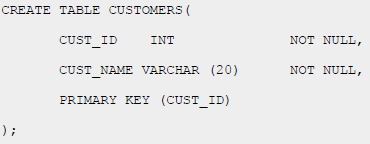 CREATE TABLE CUSTOMERS(
CUST_ID INT NOT NULL,
CUST_NAME VARCHAR (20) NOT NULL,
PRIMARY KEY (CUST_ID)
);